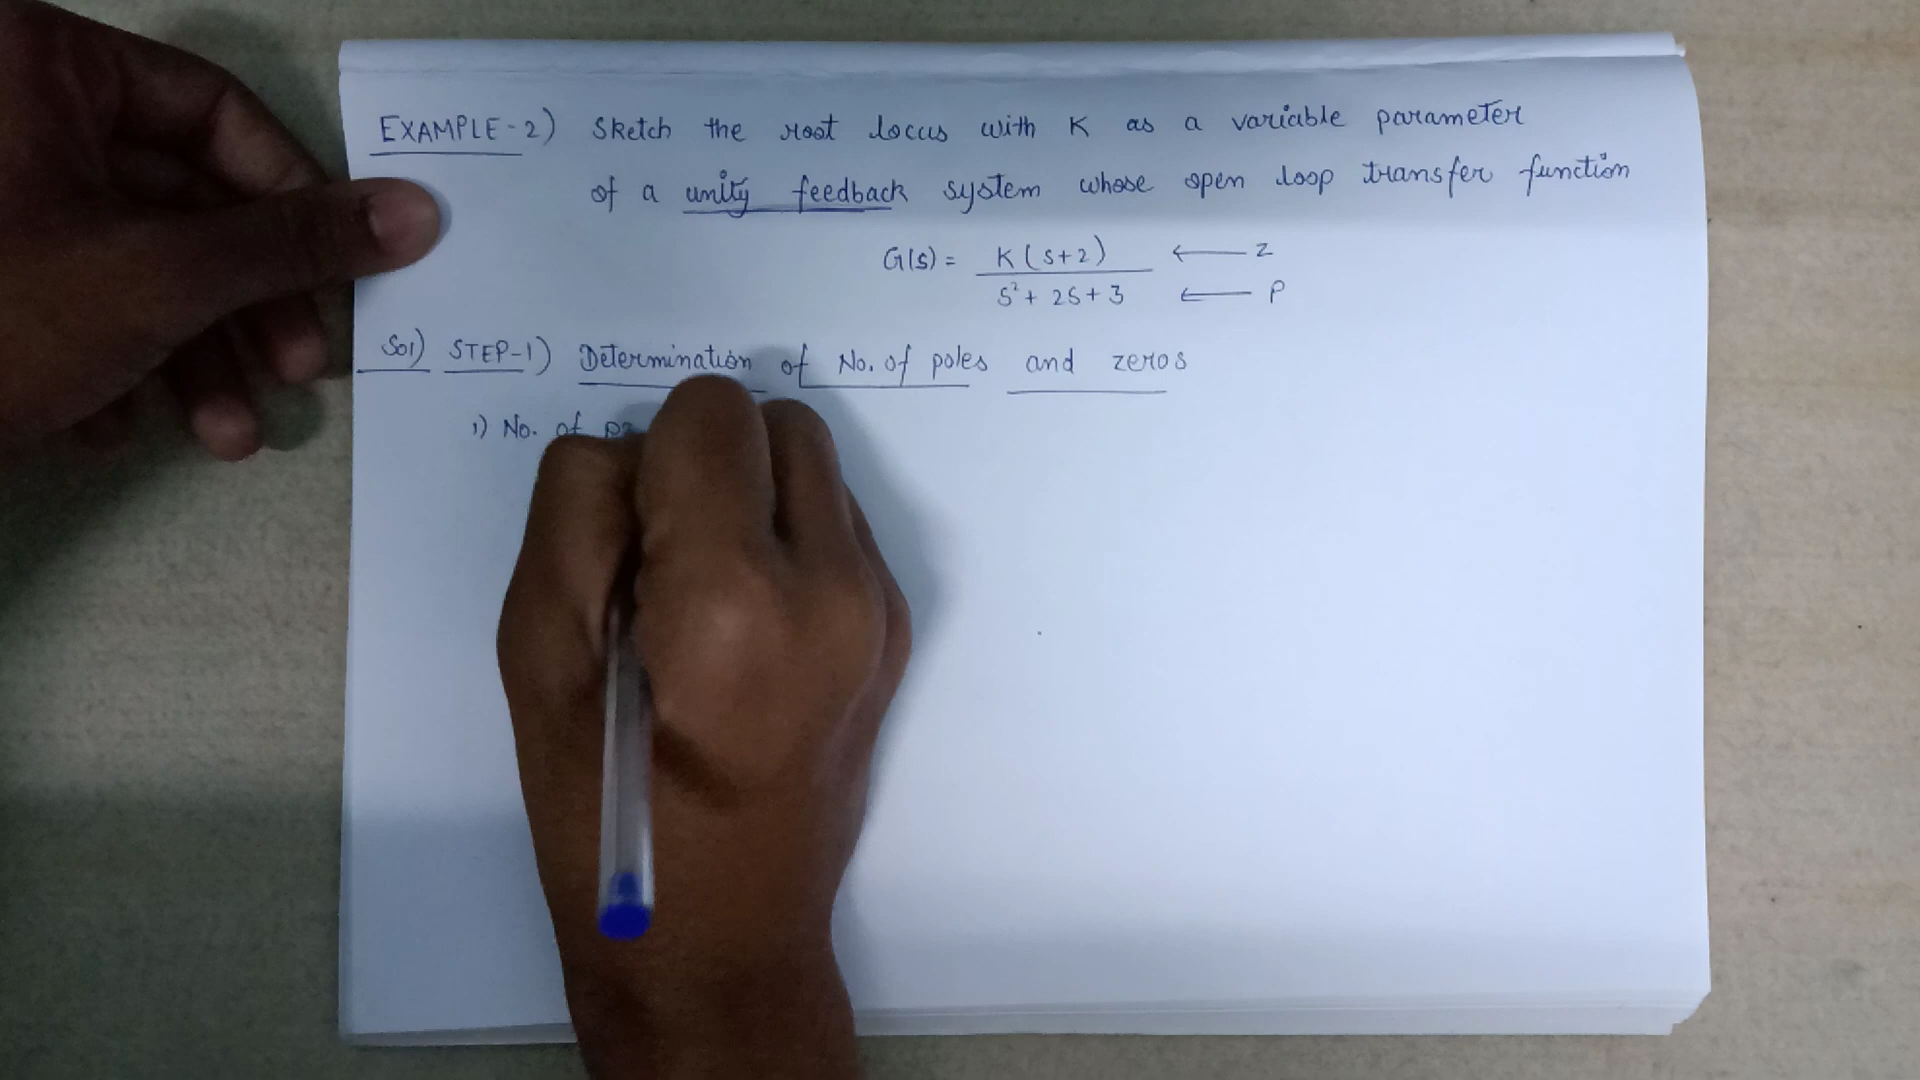 EXAMPLE-2) Sketch the root locus with K as a variable parameter
of a unity feedback system whose open loop transfer function
G(s) = K(s+2) ← Z
s²+2s+3 ← P
Sol) STEP-1) Determination of No. of poles and zeros
1) No. of